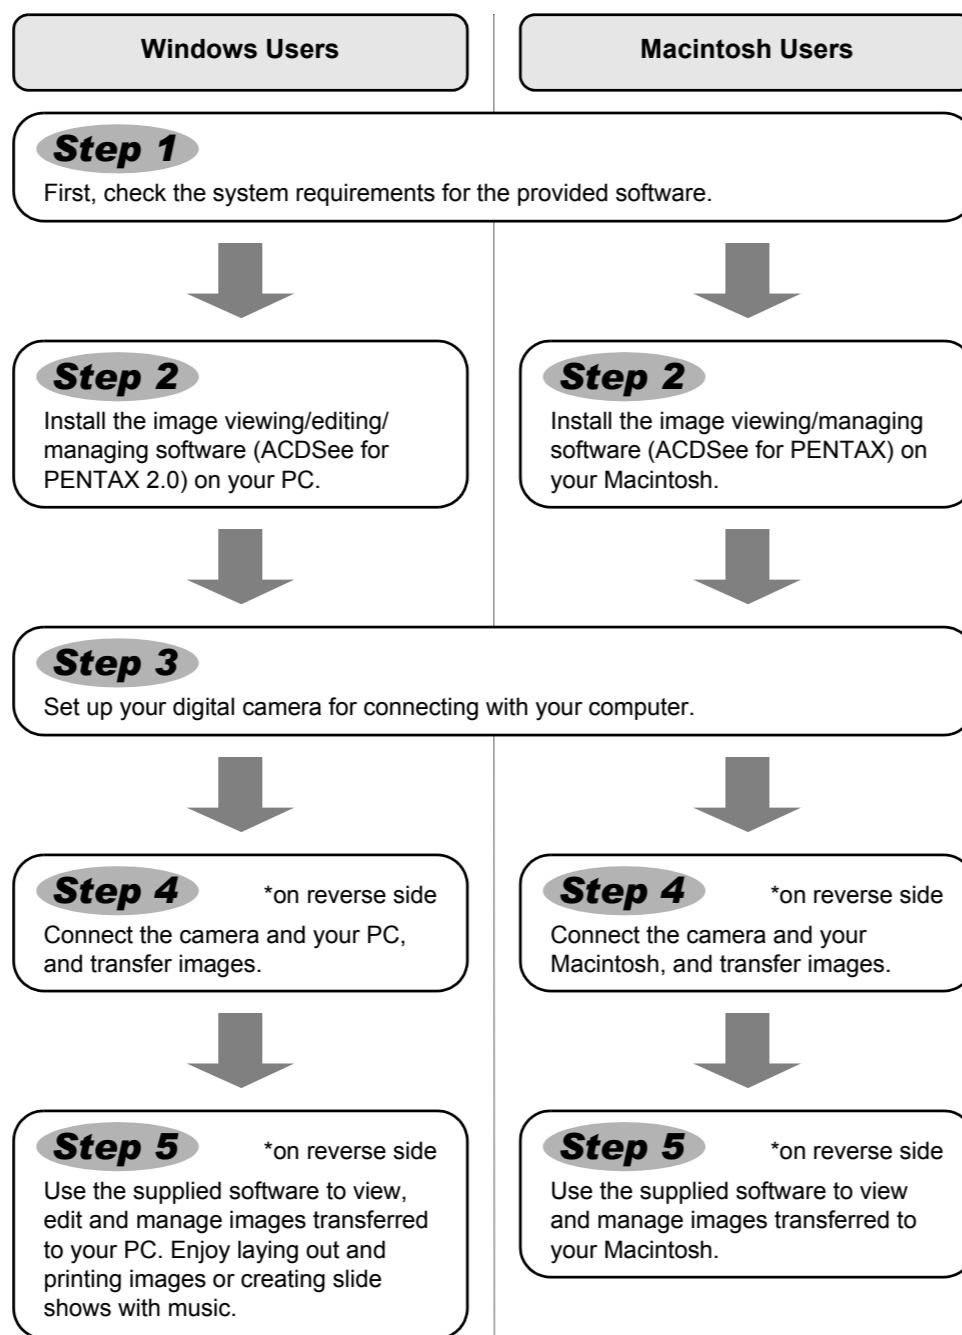 Windows Users
Macintosh Users
Step 1
First, check the system requirements for the provided software.
Step 2
Install the image viewing/editing/
managing software (ACDSee for
PENTAX 2.0) on your PC.
Step 2
Install the image viewing/managing
software (ACDSee for PENTAX) on
your Macintosh.
Step 3
Set up your digital camera for connecting with your computer.
Step 4
*on reverse side
Connect the camera and your PC,
and transfer images.
Step 4
*on reverse side
Connect the camera and your
Macintosh, and transfer images.
Step 5
*on reverse side
Use the supplied software to view,
edit and manage images transferred
to your PC. Enjoy laying out and
printing images or creating slide
shows with music.
Step 5
*on reverse side
Use the supplied software to view
and manage images transferred to
your Macintosh.